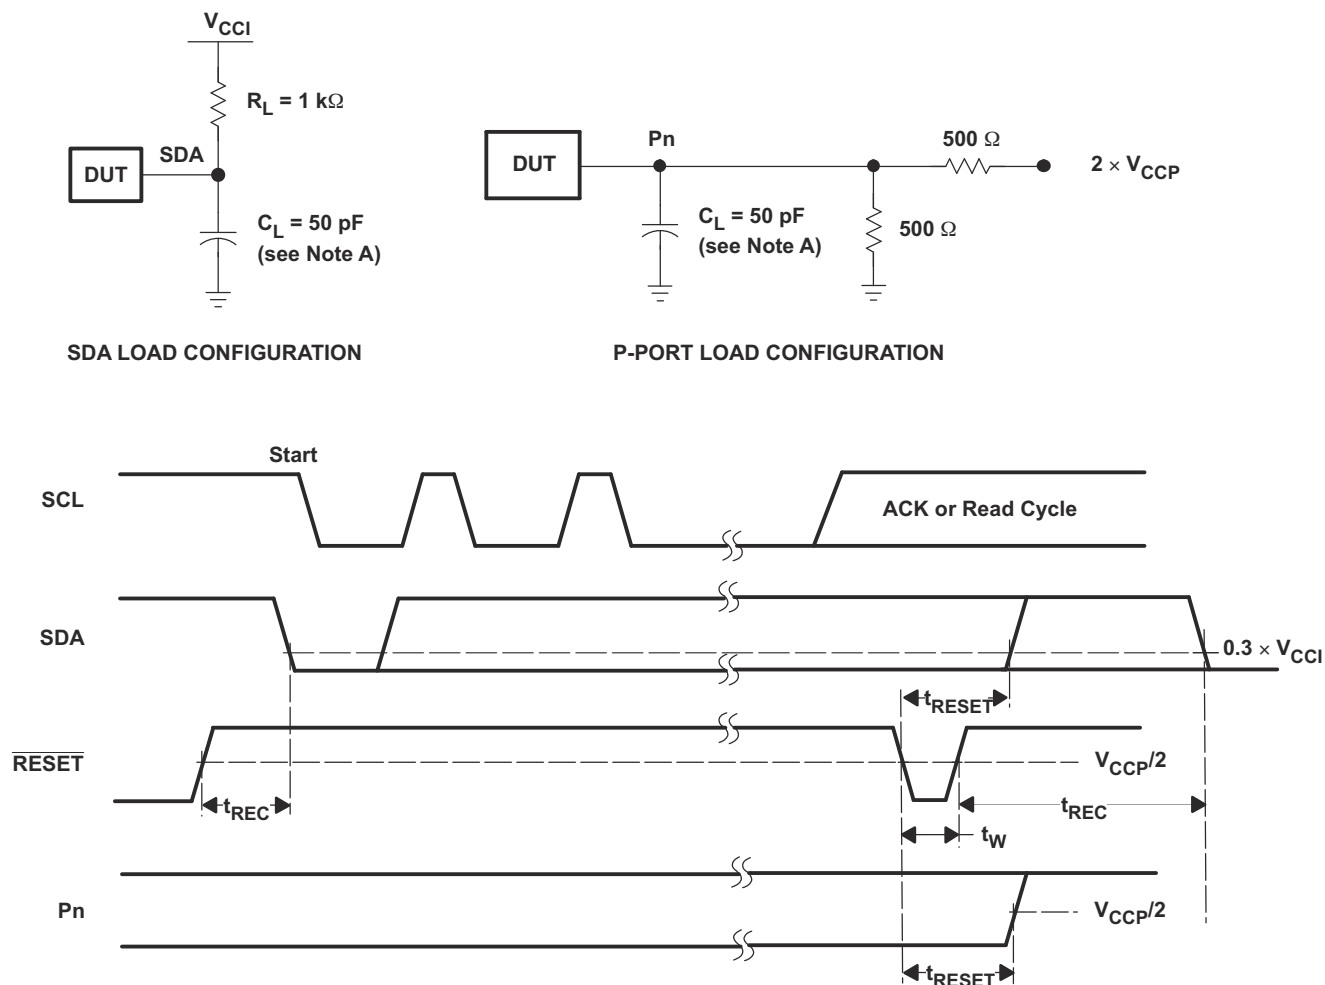 VCCI
RL = 1 kΩ
SDA
DUT
CL = 50 pF
(see Note A)
SDA LOAD CONFIGURATION
Pn
DUT
500 Ω
2 × VCCP
CL = 50 pF
(see Note A)
500 Ω
P-PORT LOAD CONFIGURATION
Start
SCL
ACK or Read Cycle
SDA
0.3 × VCCI
tRESET
RESET
VCCP/2
tREC
tREC
tW
Pn
VCCP/2
tRESET